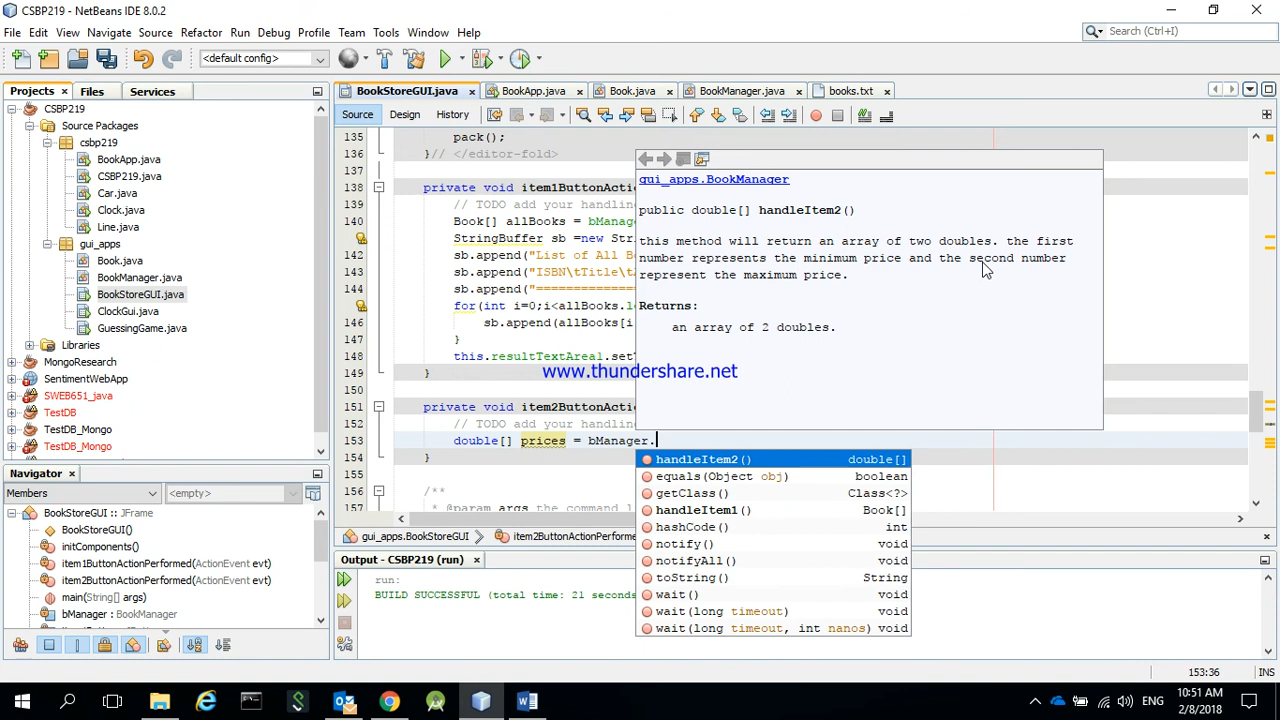 CSBP219 - NetBeans IDE 8.0.2
File Edit View Navigate Source Refactor Run Debug Profile Team Tools Window Help
Search (Ctrl+I)
<default config>
Projects Files Services
BookStoreGUI.java BookApp.java Book.java BookManager.java books.txt
Source Design History
CSBP219
Source Packages
csbp219
BookApp.java
CSBP219.java
Car.java
Clock.java
Line.java
gui_apps
Book.java
BookManager.java
BookStoreGUI.java
ClockGui.java
GuessingGame.java
Libraries
MongoResearch
SentimentWebApp
SWEB651_java
TestDB
TestDB_Mongo
TestDB_Mongo
135 pack();
136 }// </editor-fold>
137
138 private void item1ButtonActio
139 // TODO add your handling
140 Book[] allBooks = bManage
StringBuffer sb =new Stri
142 sb.append("List of All Bo
143 sb.append("ISBN\tTitle\tA
144 sb.append("==============
for(int i=0;i<allBooks.le
146 sb.append(allBooks[i
147 }
148 this.resultTextArea1.setT
149 }
150
151 private void item2ButtonActio
152 // TODO add your handling
153 double[] prices = bManager.
154 }
155
156 /**
157 * @param args the command l
gui_apps.BookManager
public double[] handleItem2()
this method will return an array of two doubles. the first
number represents the minimum price and the second number
represent the maximum price.
Returns:
an array of 2 doubles.
www.thundershare.net
handleItem2() double[]
equals(Object obj) boolean
getClass() Class<?>
handleItem1() Book[]
hashCode() int
notify() void
notifyAll() void
toString() String
wait() void
wait(long timeout) void
wait(long timeout, int nanos) void
Navigator
Members <empty>
BookStoreGUI :: JFrame
BookStoreGUI()
initComponents()
item1ButtonActionPerformed(ActionEvent evt)
item2ButtonActionPerformed(ActionEvent evt)
main(String[] args)
bManager : BookManager
gui_apps.BookStoreGUI item2ButtonActionPerforme
Output - CSBP219 (run)
run:
BUILD SUCCESSFUL (total time: 21 seconds
153:36 INS
ENG
10:51 AM
2/8/2018